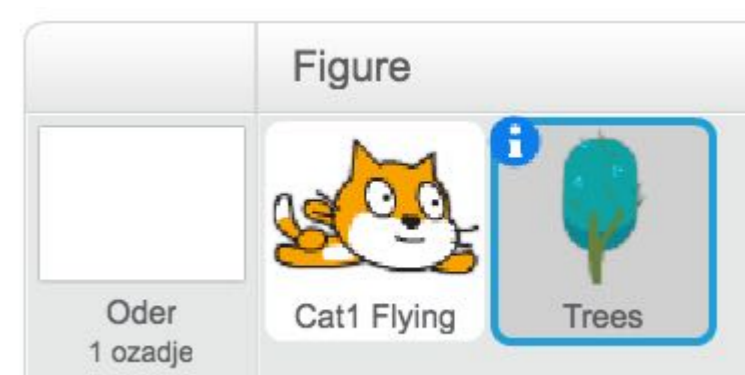 Figure
i
Oder
1 ozadje
Cat1 Flying
Trees